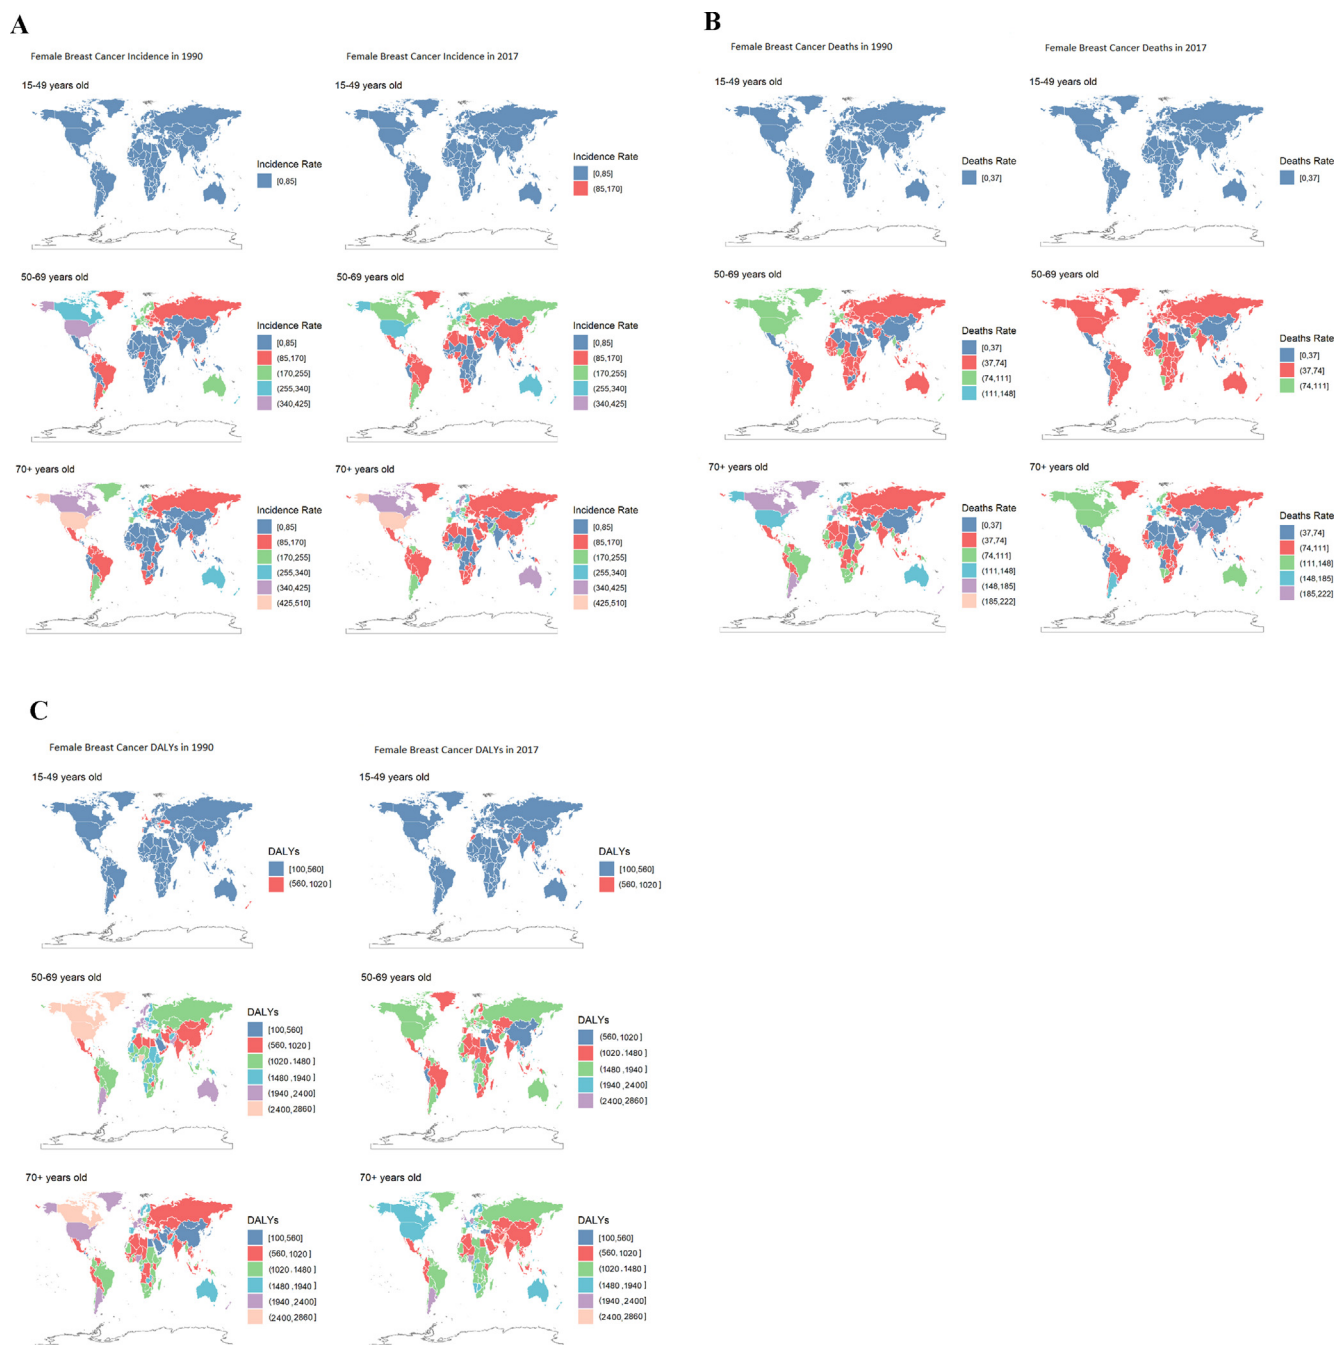 A
Female Breast Cancer Incidence in 1990
Female Breast Cancer Incidence in 2017
15-49 years old
Incidence Rate
[0,85]
15-49 years old
Incidence Rate
[0,85]
(85,170]
50-69 years old
Incidence Rate
[0,85]
(85,170]
(170,255]
(255,340]
(340,425]
50-69 years old
Incidence Rate
[0,85]
(85,170]
(170,255]
(255,340]
(340,425]
70+ years old
Incidence Rate
[0,85]
(85,170]
(170,255]
(255,340]
(340,425]
(425,510]
70+ years old
Incidence Rate
[0,85]
(85,170]
(170,255]
(255,340]
(340,425]
(425,510]
B
Female Breast Cancer Deaths in 1990
Female Breast Cancer Deaths in 2017
15-49 years old
Deaths Rate
[0,37]
15-49 years old
Deaths Rate
[0,37]
50-69 years old
Deaths Rate
[0,37]
(37,74]
(74,111]
(111,148]
50-69 years old
Deaths Rate
[0,37]
(37,74]
(74,111]
70+ years old
Deaths Rate
[0,37]
(37,74]
(74,111]
(111,148]
(148,185]
(185,222]
70+ years old
Deaths Rate
(37,74]
(74,111]
(111,148]
(148,185]
(185,222]
C
Female Breast Cancer DALYs in 1990
Female Breast Cancer DALYs in 2017
15-49 years old
DALYs
[100,560]
(560,1020]
15-49 years old
DALYs
[100,560]
(560,1020]
50-69 years old
DALYs
[100,560]
(560,1020]
(1020,1480]
(1480,1940]
(1940,2400]
(2400,2860]
50-69 years old
DALYs
(560,1020]
(1020,1480]
(1480,1940]
(1940,2400]
(2400,2860]
70+ years old
DALYs
[100,560]
(560,1020]
(1020,1480]
(1480,1940]
(1940,2400]
(2400,2860]
70+ years old
DALYs
[100,560]
(560,1020]
(1020,1480]
(1480,1940]
(1940,2400]
(2400,2860]